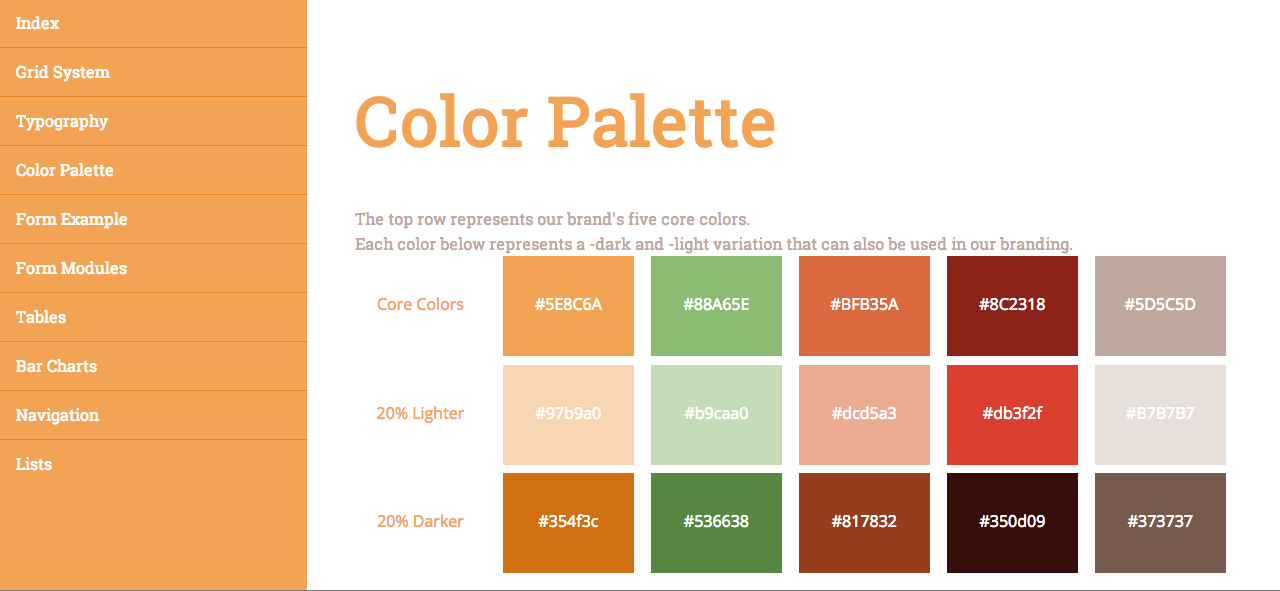 Index
Grid System
Typography
Color Palette
Form Example
Form Modules
Tables
Bar Charts
Navigation
Lists
Color Palette
The top row represents our brand's five core colors.
Each color below represents a -dark and -light variation that can also be used in our branding.
Core Colors #5E8C6A #88A65E #BFB35A #8C2318 #5D5C5D
20% Lighter #97b9a0 #b9caa0 #dcd5a3 #db3f2f #B7B7B7
20% Darker #354f3c #536638 #817832 #350d09 #373737